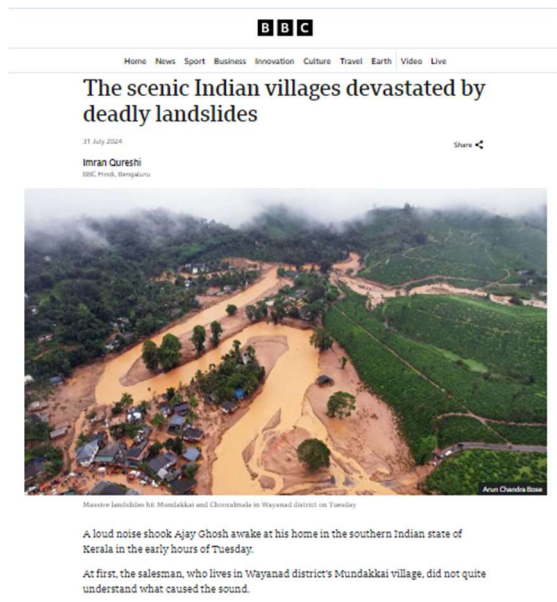 BBC
Home News Sport Business Innovation Culture Travel Earth Video Live
The scenic Indian villages devastated by
deadly landslides
31 July 2024
Share
Imran Qureshi
BBC Hindi, Bengaluru
Arun Chandra Bose
Massive landslides hit Mundakkai and Chooralmala in Wayanad district on Tuesday
A loud noise shook Ajay Ghosh awake at his home in the southern Indian state of
Kerala in the early hours of Tuesday.
At first, the salesman, who lives in Wayanad district's Mundakkai village, did not quite
understand what caused the sound.